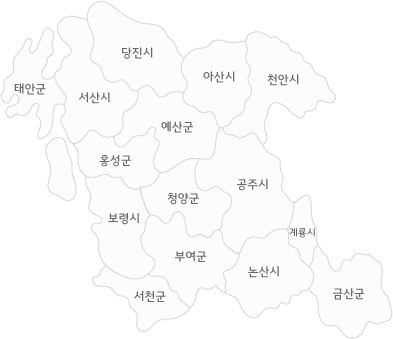 당진시
아산시
천안시
태안군
서산시
예산군
홍성군
공주시
청양군
보령시
계룡시
부여군
논산시
서천군
금산군